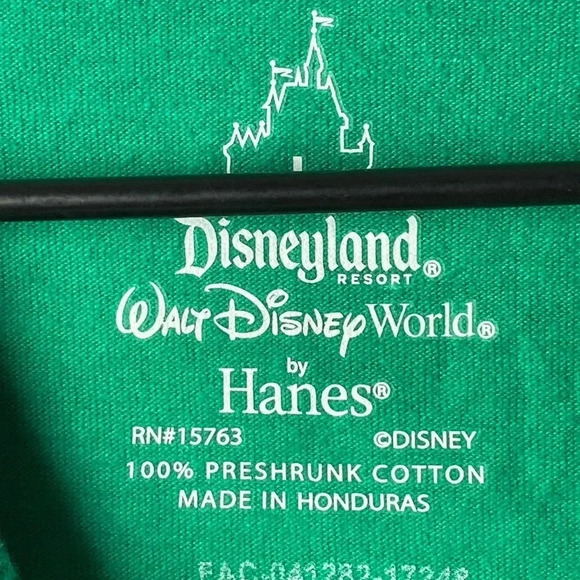 Disneyland®
RESORT
WALT DISNEY World®
by
Hanes®
RN#15763 ©DISNEY
100% PRESHRUNK COTTON
MADE IN HONDURAS